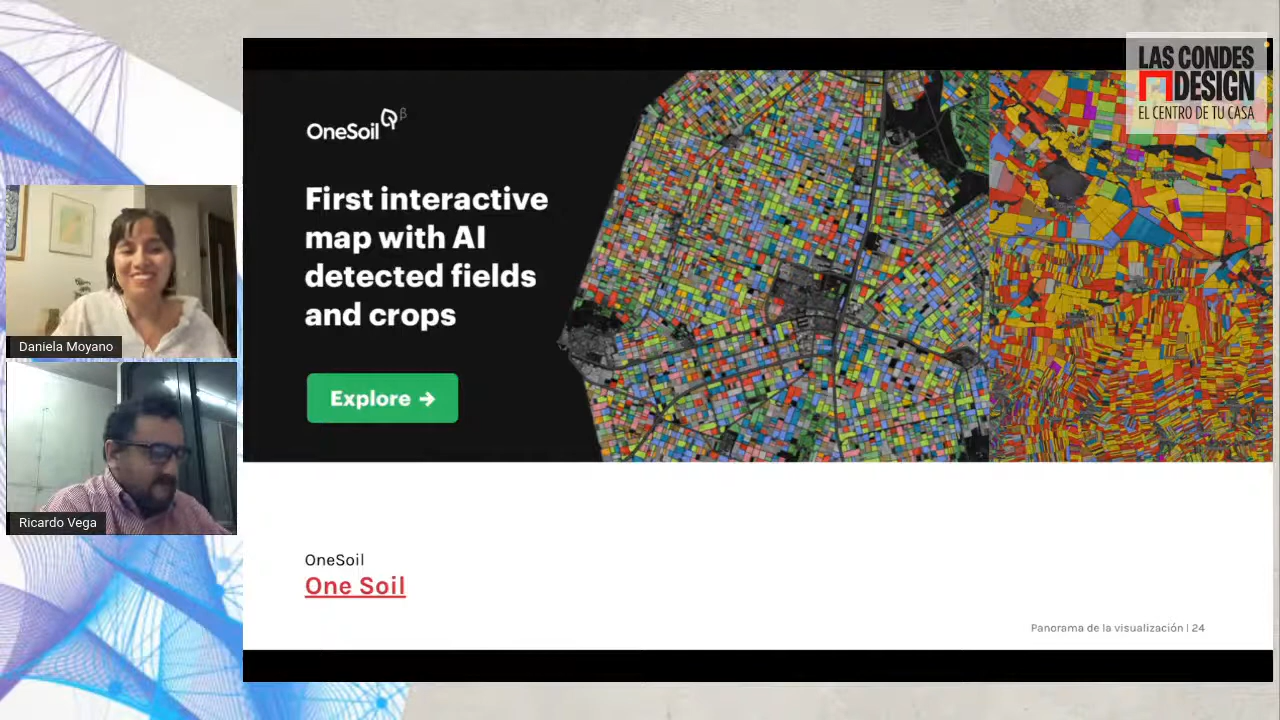 LAS CONDES
DESIGN
EL CENTRO DE TU CASA
OneSoil β
First interactive
map with AI
detected fields
and crops
Explore →
Daniela Moyano
Ricardo Vega
OneSoil
One Soil
Panorama de la visualización | 24